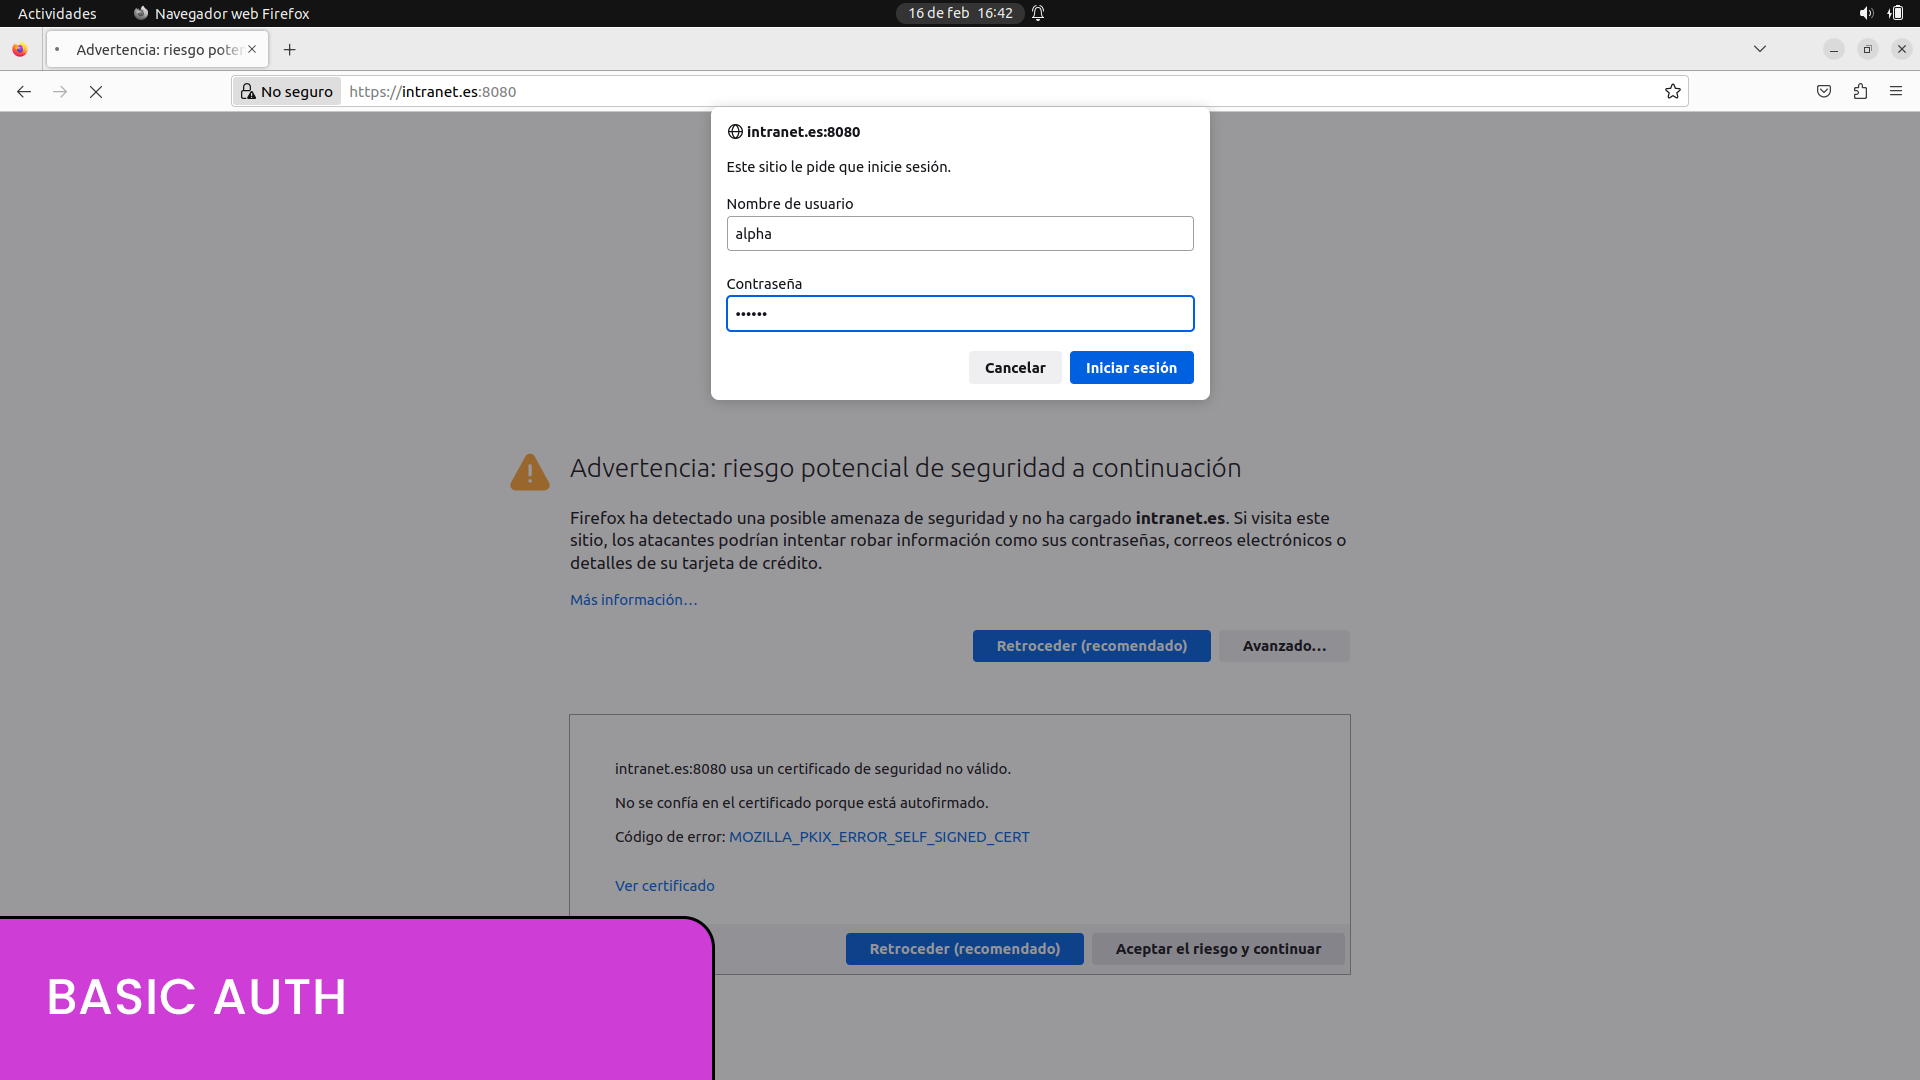 Actividades
Navegador web Firefox
16 de feb 16:42
Advertencia: riesgo poter
No seguro
https://intranet.es:8080
intranet.es:8080
Este sitio le pide que inicie sesión.
Nombre de usuario
alpha
Contraseña
••••••
Cancelar
Iniciar sesión
Advertencia: riesgo potencial de seguridad a continuación
Firefox ha detectado una posible amenaza de seguridad y no ha cargado intranet.es. Si visita este
sitio, los atacantes podrían intentar robar información como sus contraseñas, correos electrónicos o
detalles de su tarjeta de crédito.
Más información…
Retroceder (recomendado)
Avanzado…
intranet.es:8080 usa un certificado de seguridad no válido.
No se confía en el certificado porque está autofirmado.
Código de error: MOZILLA_PKIX_ERROR_SELF_SIGNED_CERT
Ver certificado
Retroceder (recomendado)
Aceptar el riesgo y continuar
BASIC AUTH